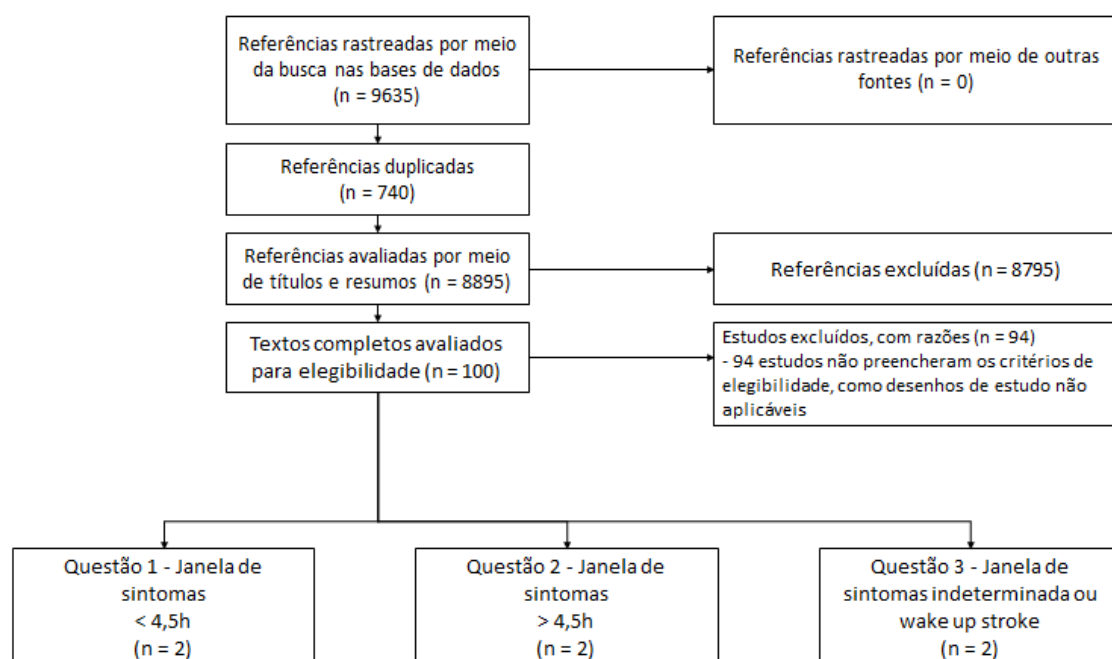 Referências rastreadas por meio
da busca nas bases de dados
(n = 9635)
Referências rastreadas por meio de outras
fontes (n = 0)
Referências duplicadas
(n = 740)
Referências avaliadas por meio
de títulos e resumos (n = 8895)
Referências excluídas (n = 8795)
Textos completos avaliados
para elegibilidade (n = 100)
Estudos excluídos, com razões (n = 94)
- 94 estudos não preencheram os critérios de
elegibilidade, como desenhos de estudo não
aplicáveis
Questão 1 - Janela de
sintomas
< 4,5h
(n = 2)
Questão 2 - Janela de
sintomas
> 4,5h
(n = 2)
Questão 3 - Janela de
sintomas indeterminada ou
wake up stroke
(n = 2)